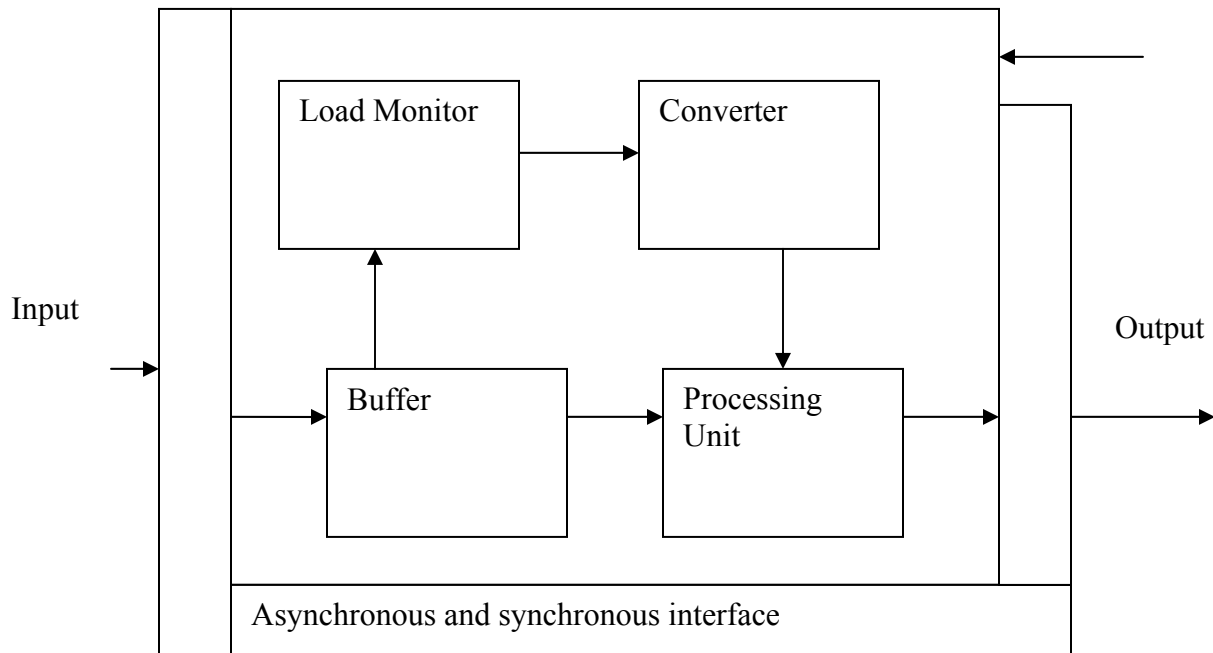 Load Monitor
Converter
Input
Output
Buffer
Processing
Unit
Asynchronous and synchronous interface